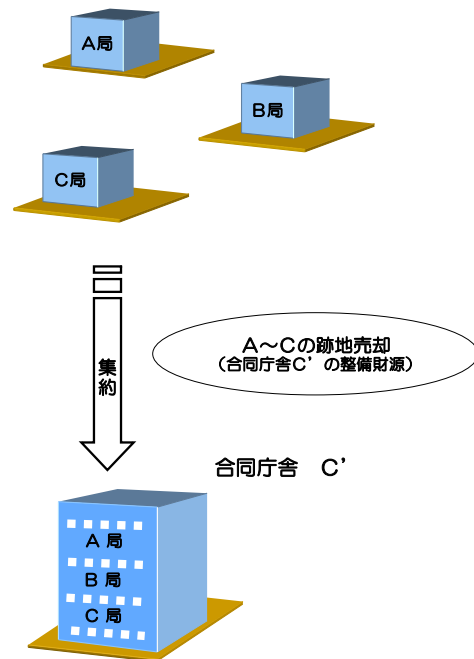 A局
B局
C局
集約
A~Cの跡地売却
(合同庁舎C’の整備財源)
合同庁舎 C’
A 局
B 局
C 局